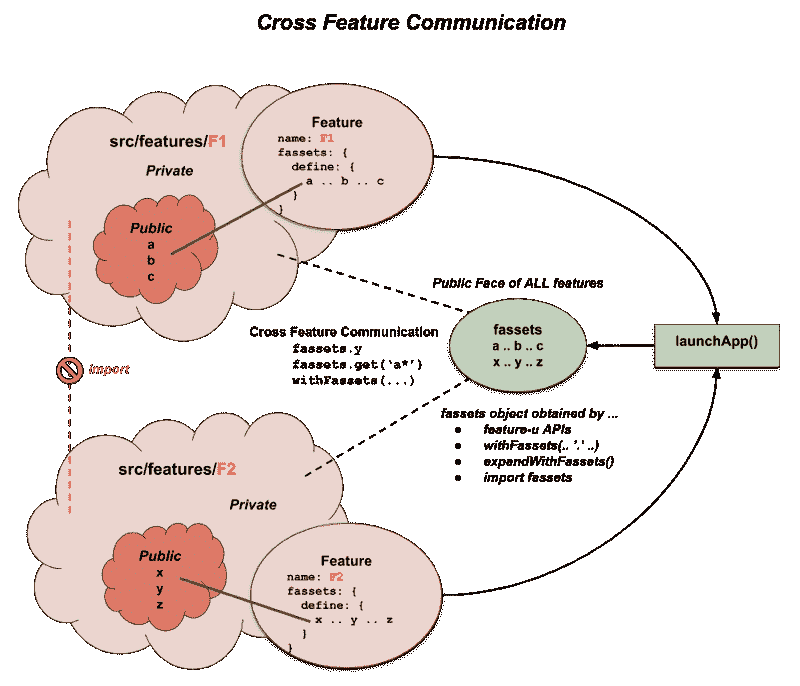 Cross Feature Communication
src/features/F1
Private
Public
a
b
c
Feature
name: F1
fassets: {
define: {
a .. b .. c
}
}
Public Face of ALL features
fassets
a .. b .. c
x .. y .. z
launchApp()
Cross Feature Communication
fassets.y
fassets.get('a*')
withFassets(...)
import
fassets object obtained by ...
● feature-u APIs
● withFassets(.. '.' ..)
● expandWithFassets()
● import fassets
src/features/F2
Private
Public
x
y
z
Feature
name: F2
fassets: {
define: {
x .. y .. z
}
}